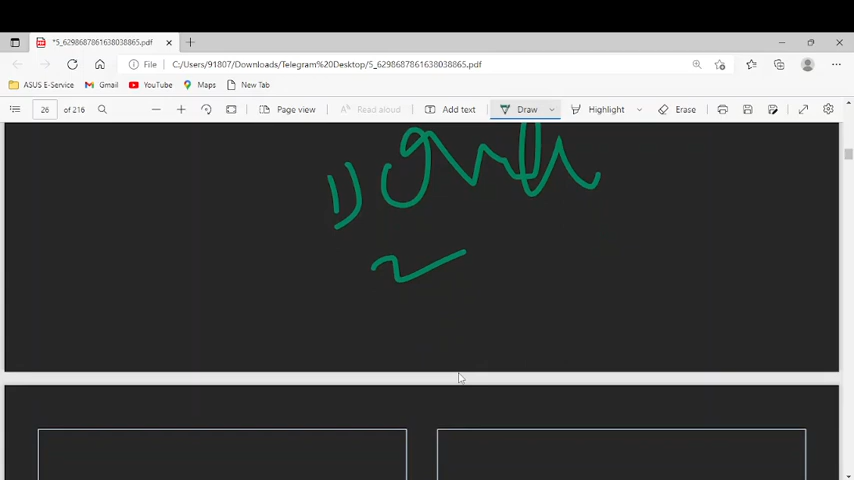 *5_6298687861638038865.pdf
File C:/Users/91807/Downloads/Telegram%20Desktop/5_6298687861638038865.pdf
ASUS E-Service Gmail YouTube Maps New Tab
26 of 216 Page view Read aloud Add text Draw Highlight Erase
1)
2